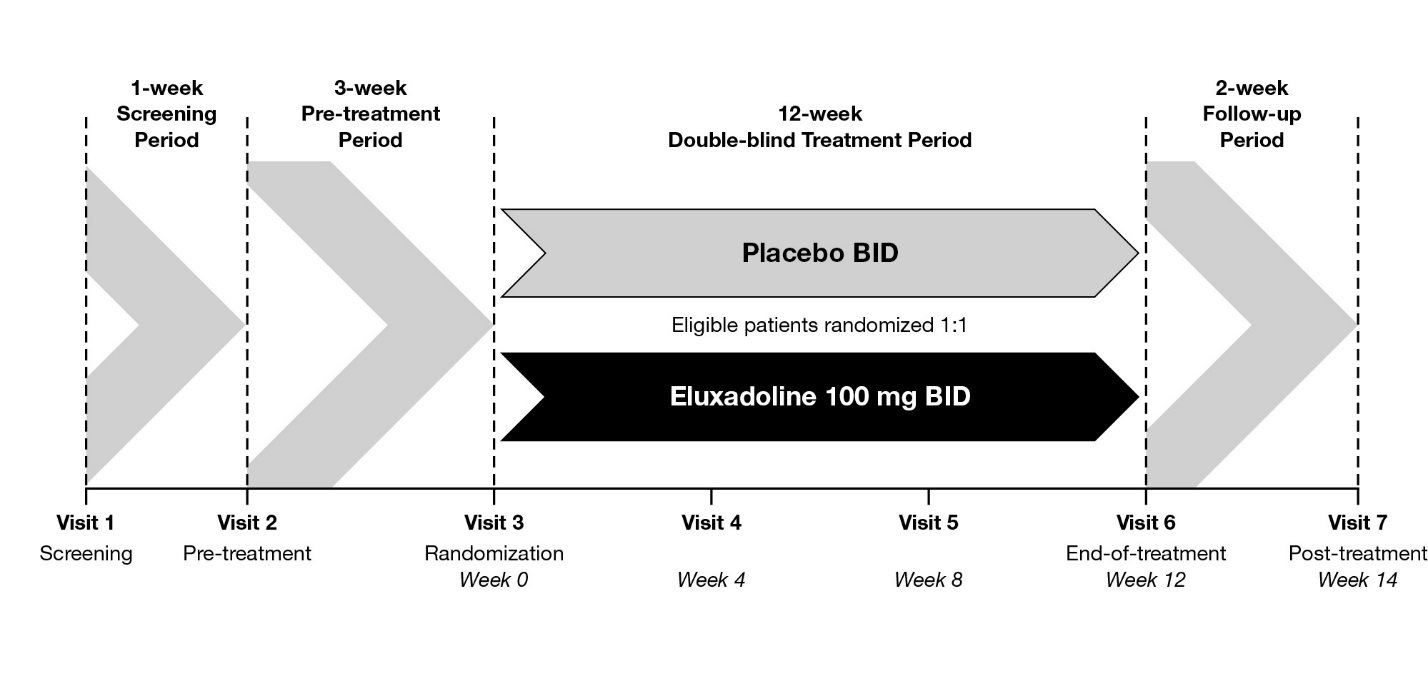 1-week
Screening
Period
3-week
Pre-treatment
Period
12-week
Double-blind Treatment Period
2-week
Follow-up
Period
Placebo BID
Eligible patients randomized 1:1
Eluxadoline 100 mg BID
Visit 1
Screening
Visit 2
Pre-treatment
Visit 3
Randomization
Week 0
Visit 4
Week 4
Visit 5
Week 8
Visit 6
End-of-treatment
Week 12
Visit 7
Post-treatment
Week 14